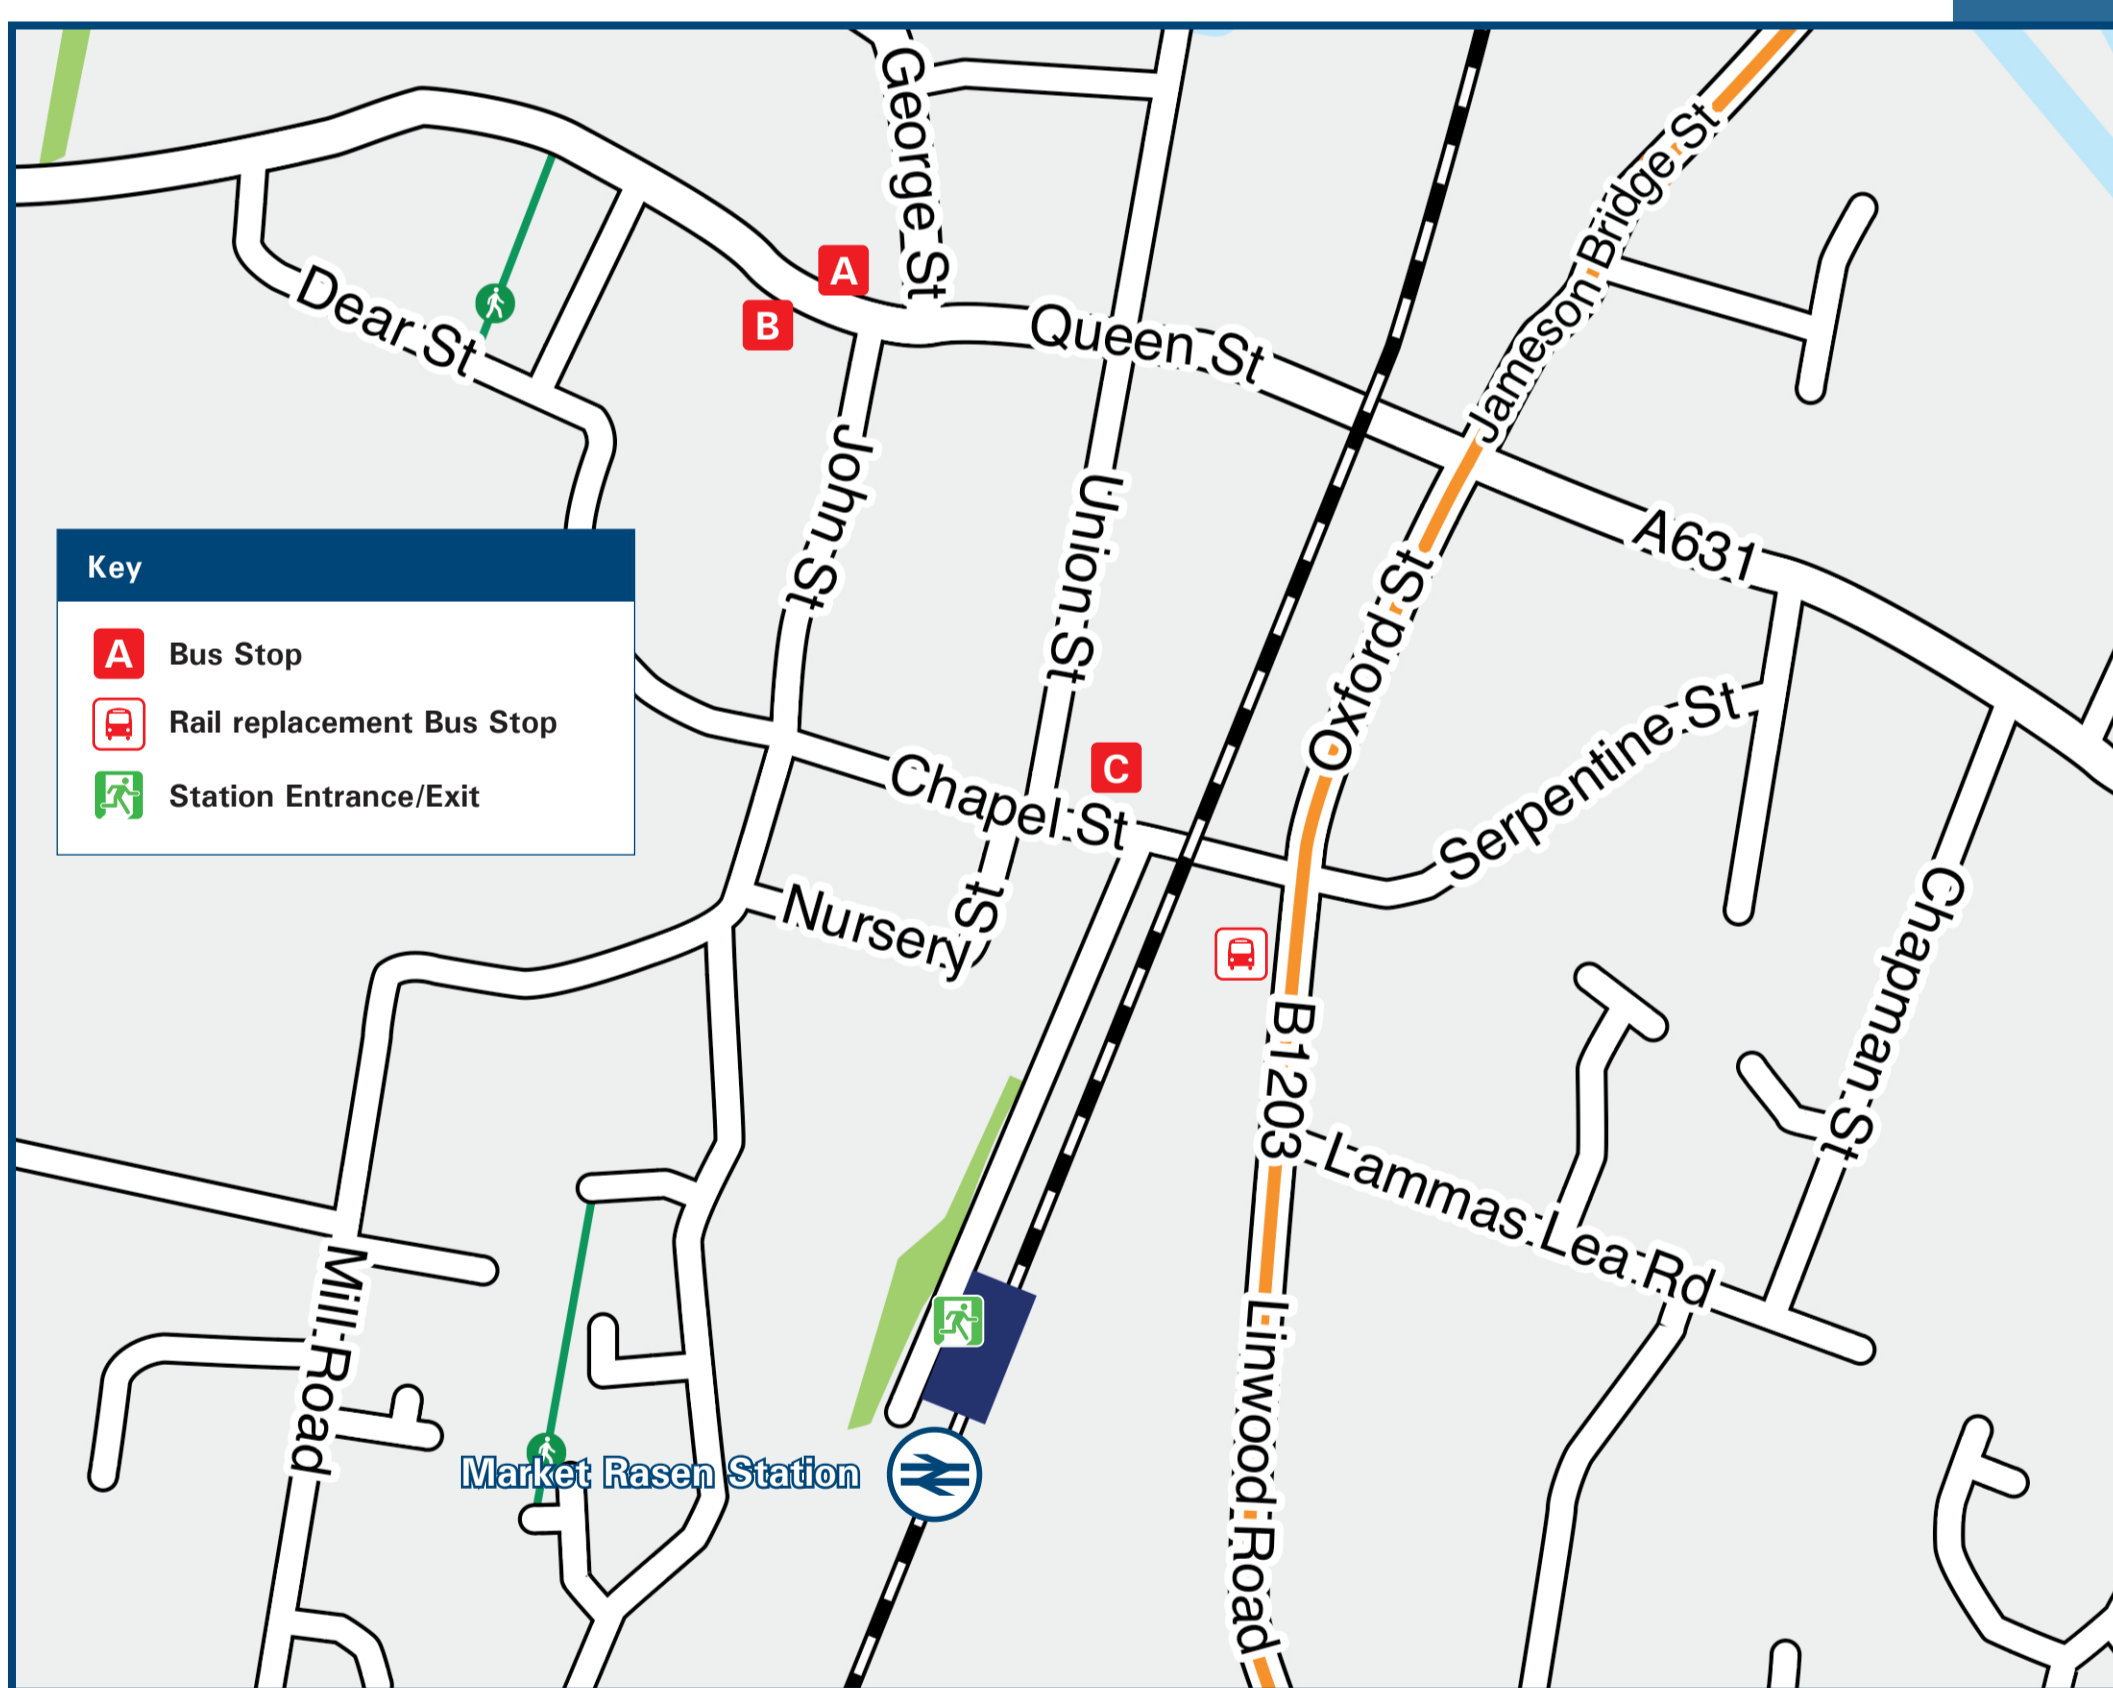 George St
Jameson Bridge St
A
B
Queen St
Dear St
John St
Union St
A631
Oxford St
Key
A Bus Stop
Rail replacement Bus Stop
Station Entrance/Exit
Serpentine St
C
Chapel St
Nursery St
Chapman St
B1203
Lammas Lea Rd
Mill Road
Linwood Road
Market Rasen Station